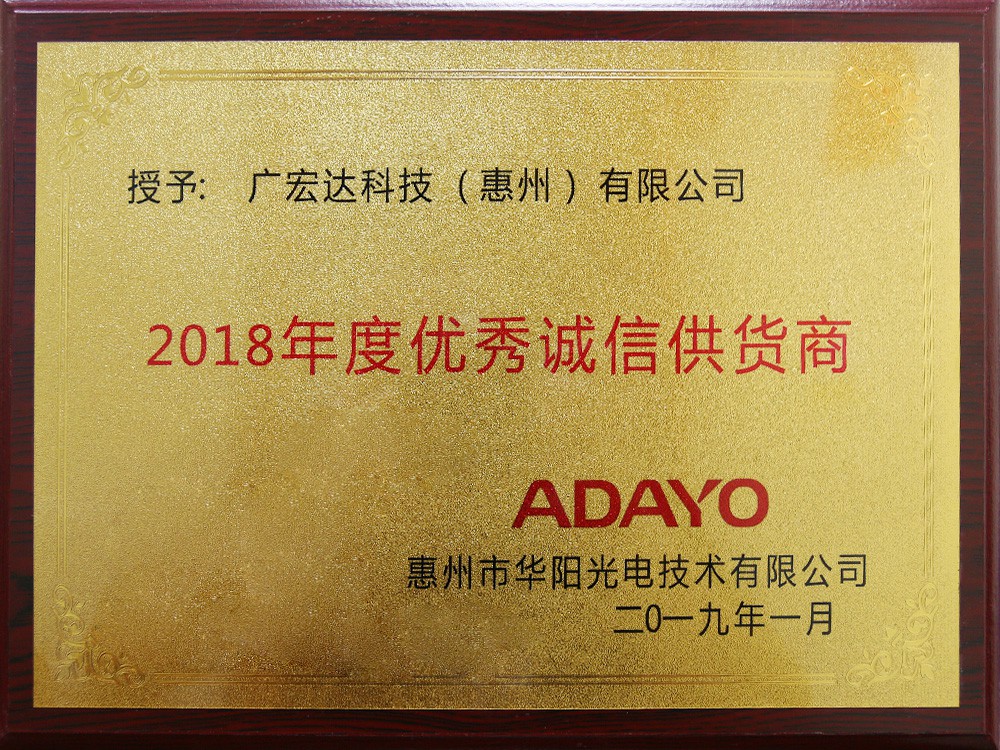 授予: 广宏达科技（惠州）有限公司
2018年度优秀诚信供货商
ADAYO
惠州市华阳光电技术有限公司
二0一九年一月